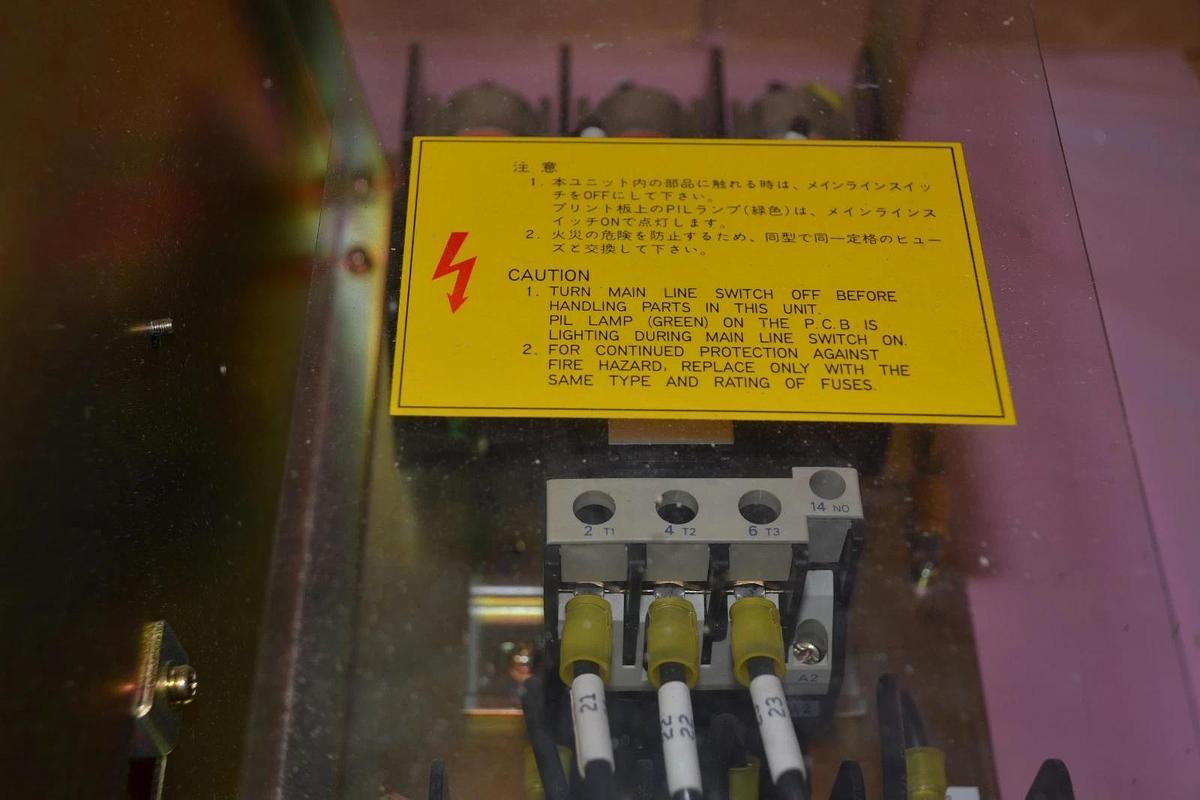 注意
1. 本ユニット内の部品に触れる時は、メインラインスイッ
チをOFFにして下さい。
プリント板上のPILランプ(緑色)は、メインラインス
イッチONで点灯します。
2. 火災の危険を防止するため、同型で同一定格のヒュー
ズと交換して下さい。
CAUTION
1. TURN MAIN LINE SWITCH OFF BEFORE
HANDLING PARTS IN THIS UNIT.
PIL LAMP (GREEN) ON THE P.C.B IS
LIGHTING DURING MAIN LINE SWITCH ON.
2. FOR CONTINUED PROTECTION AGAINST
FIRE HAZARD, REPLACE ONLY WITH THE
SAME TYPE AND RATING OF FUSES.
2 T1 4 T2 6 T3 14 NO
A2
21 22 22 23